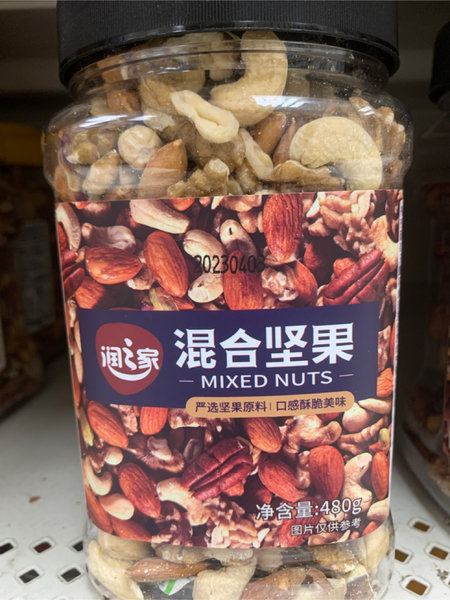 20230403
润之家
混合坚果
MIXED NUTS
严选坚果原料 | 口感酥脆美味
净含量:480g
图片仅供参考